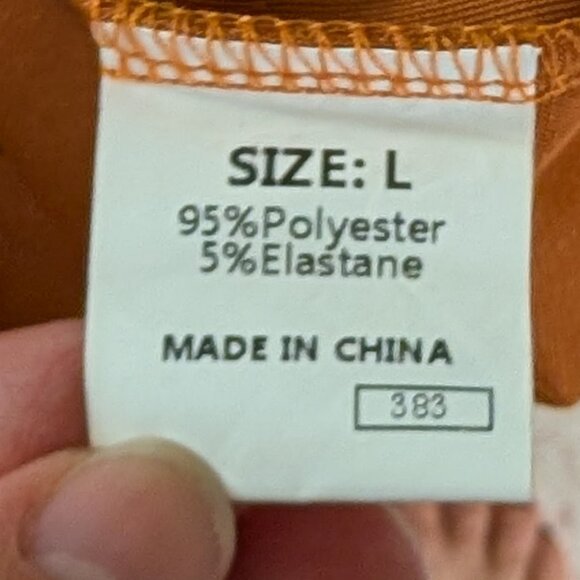 SIZE: L
95%Polyester
5%Elastane
MADE IN CHINA
383